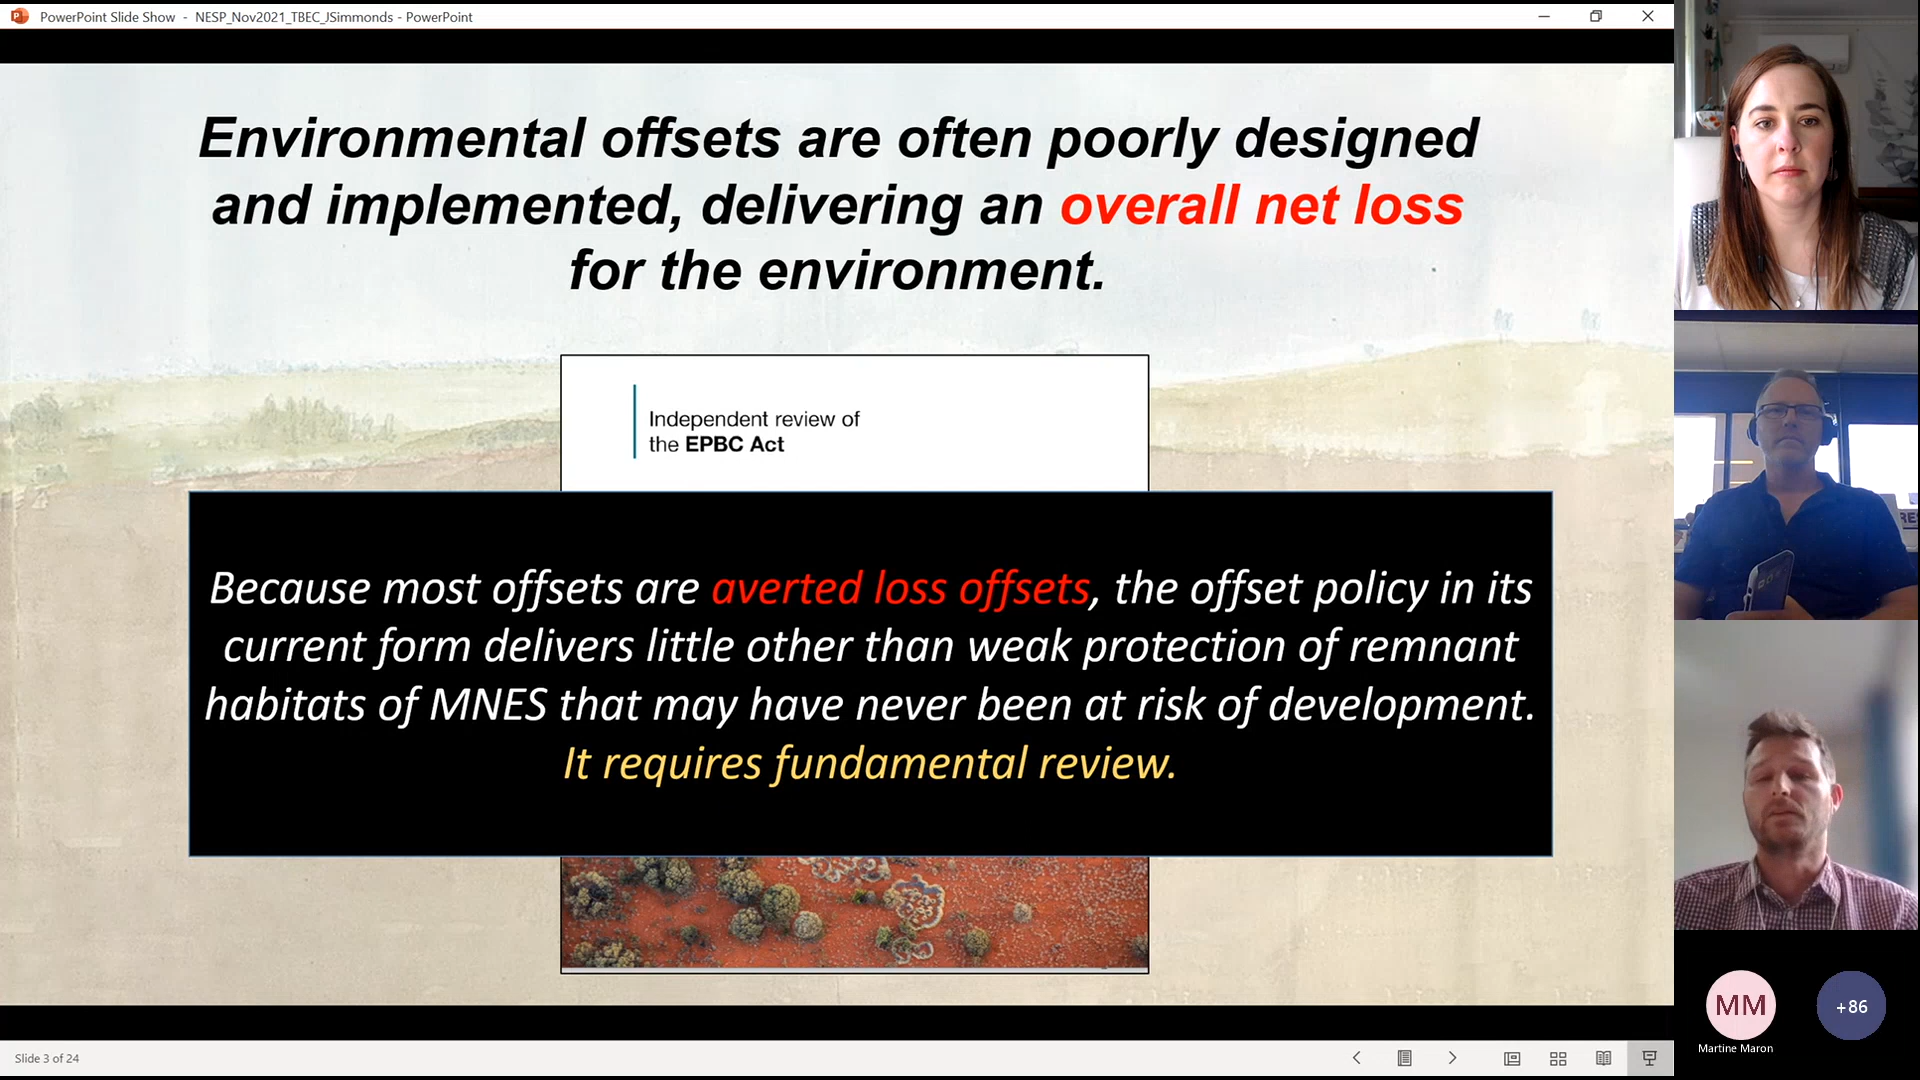 PowerPoint Slide Show - NESP_Nov2021_TBEC_JSimmonds - PowerPoint
Environmental offsets are often poorly designed
and implemented, delivering an overall net loss
for the environment.
Independent review of
the EPBC Act
Because most offsets are averted loss offsets, the offset policy in its
current form delivers little other than weak protection of remnant
habitats of MNES that may have never been at risk of development.
It requires fundamental review.
MM
+86
Martine Maron
Slide 3 of 24